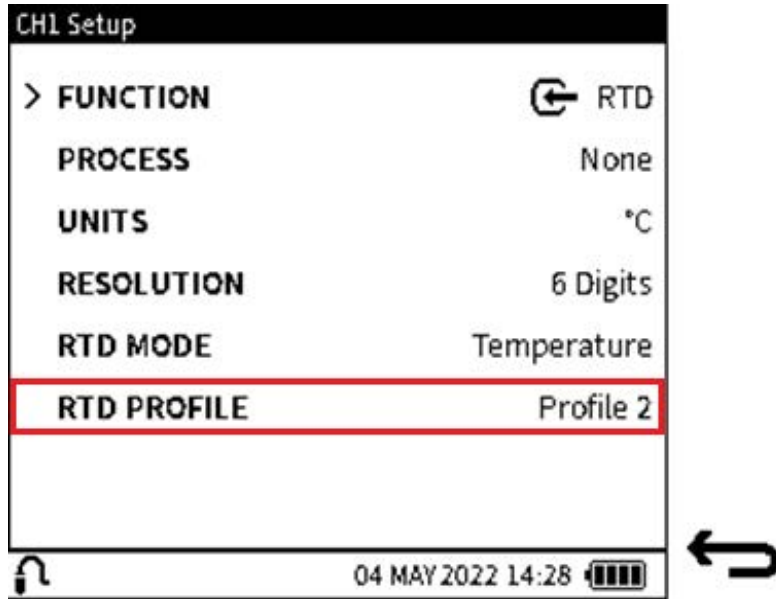 CH1 Setup
> FUNCTION RTD
PROCESS None
UNITS °C
RESOLUTION 6 Digits
RTD MODE Temperature
RTD PROFILE Profile 2
04 MAY 2022 14:28